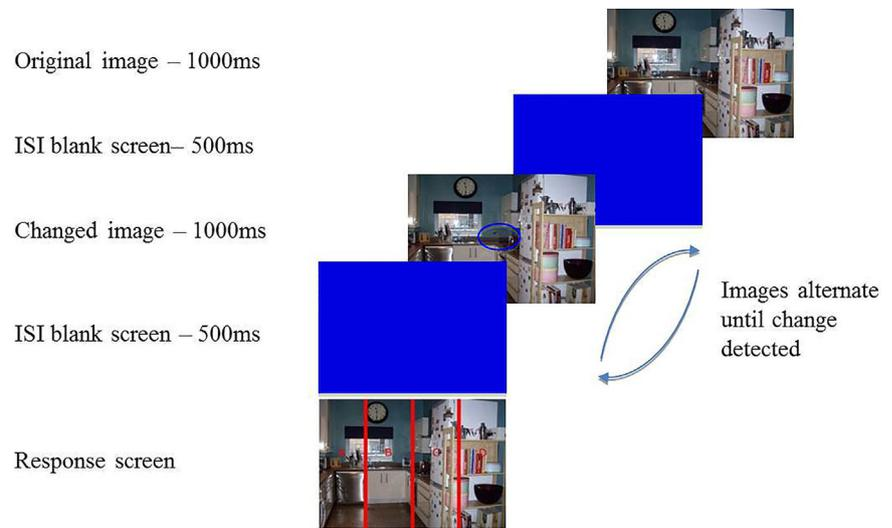 Original image – 1000ms
ISI blank screen– 500ms
Changed image – 1000ms
Images alternate
until change
detected
ISI blank screen – 500ms
Response screen
A B C D